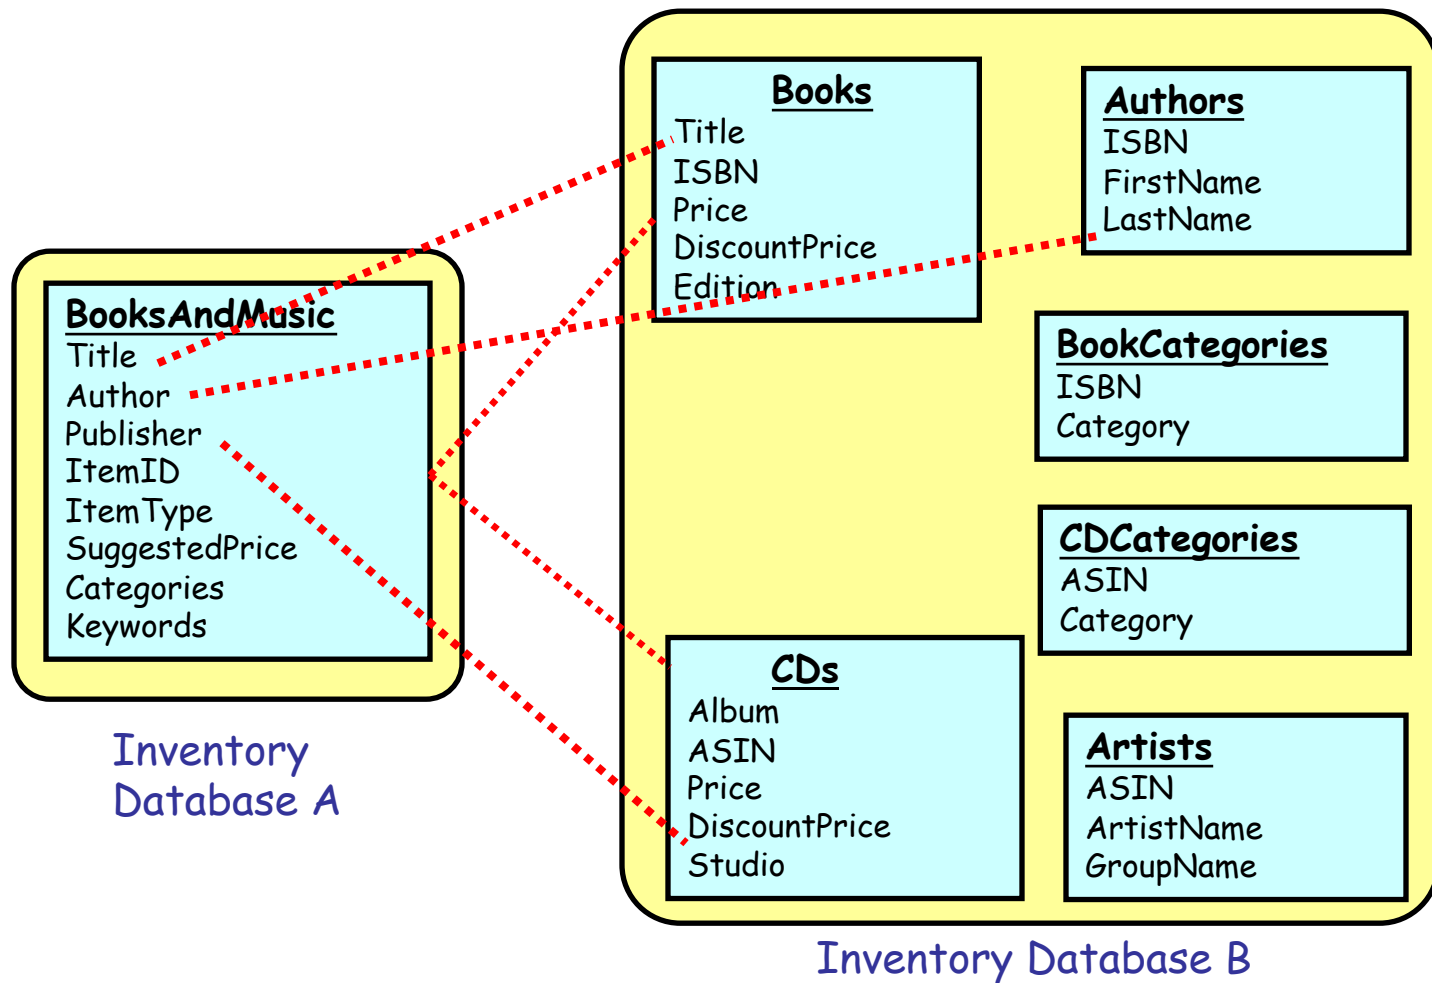 BooksAndMusic
Title
Author
Publisher
ItemID
ItemType
SuggestedPrice
Categories
Keywords
Inventory
Database A
Books
Title
ISBN
Price
DiscountPrice
Edition
Authors
ISBN
FirstName
LastName
BookCategories
ISBN
Category
CDCategories
ASIN
Category
CDs
Album
ASIN
Price
DiscountPrice
Studio
Artists
ASIN
ArtistName
GroupName
Inventory Database B